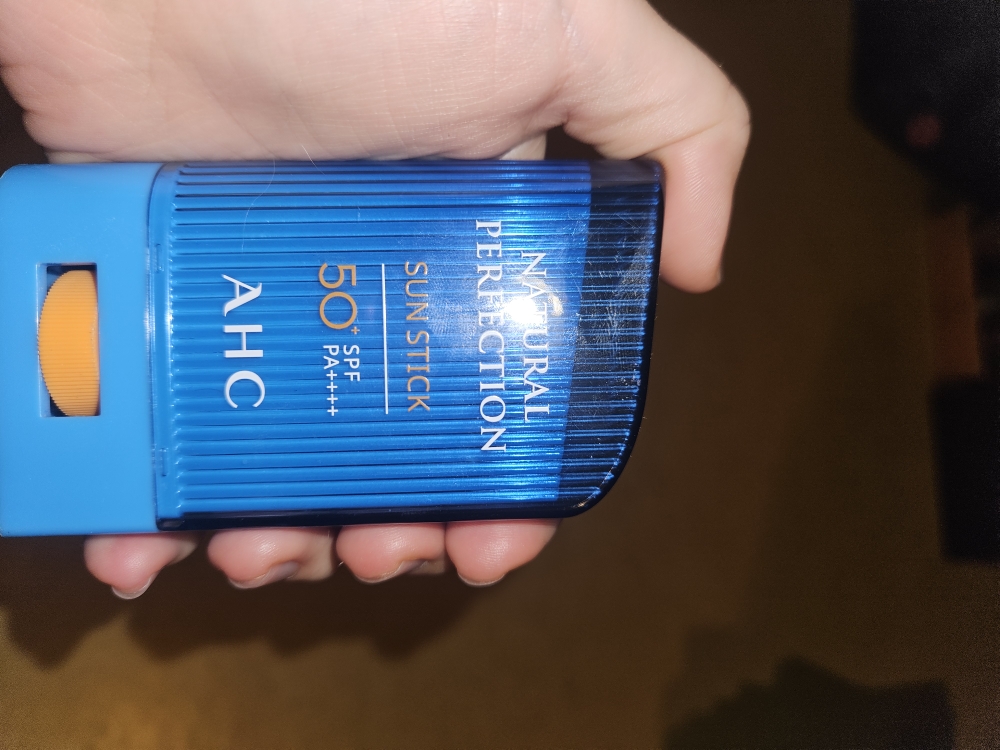 NATURAL
PERFECTION
SUN STICK
50+ SPF
PA++++
AHC